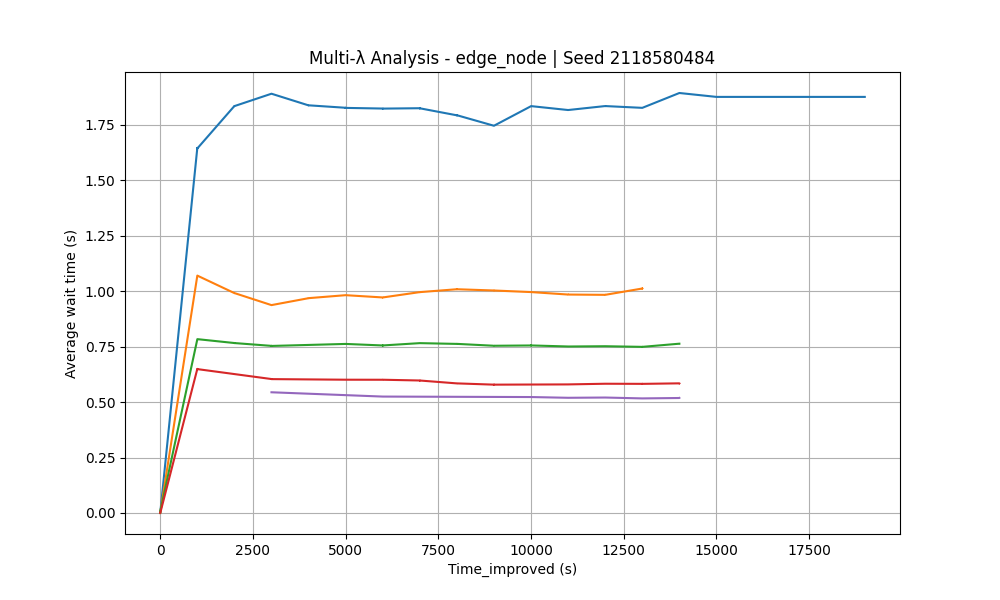 Multi-λ Analysis - edge_node | Seed 2118580484
Average wait time (s)
1.75
1.50
1.25
1.00
0.75
0.50
0.25
0.00
0 2500 5000 7500 10000 12500 15000 17500
Time_improved (s)